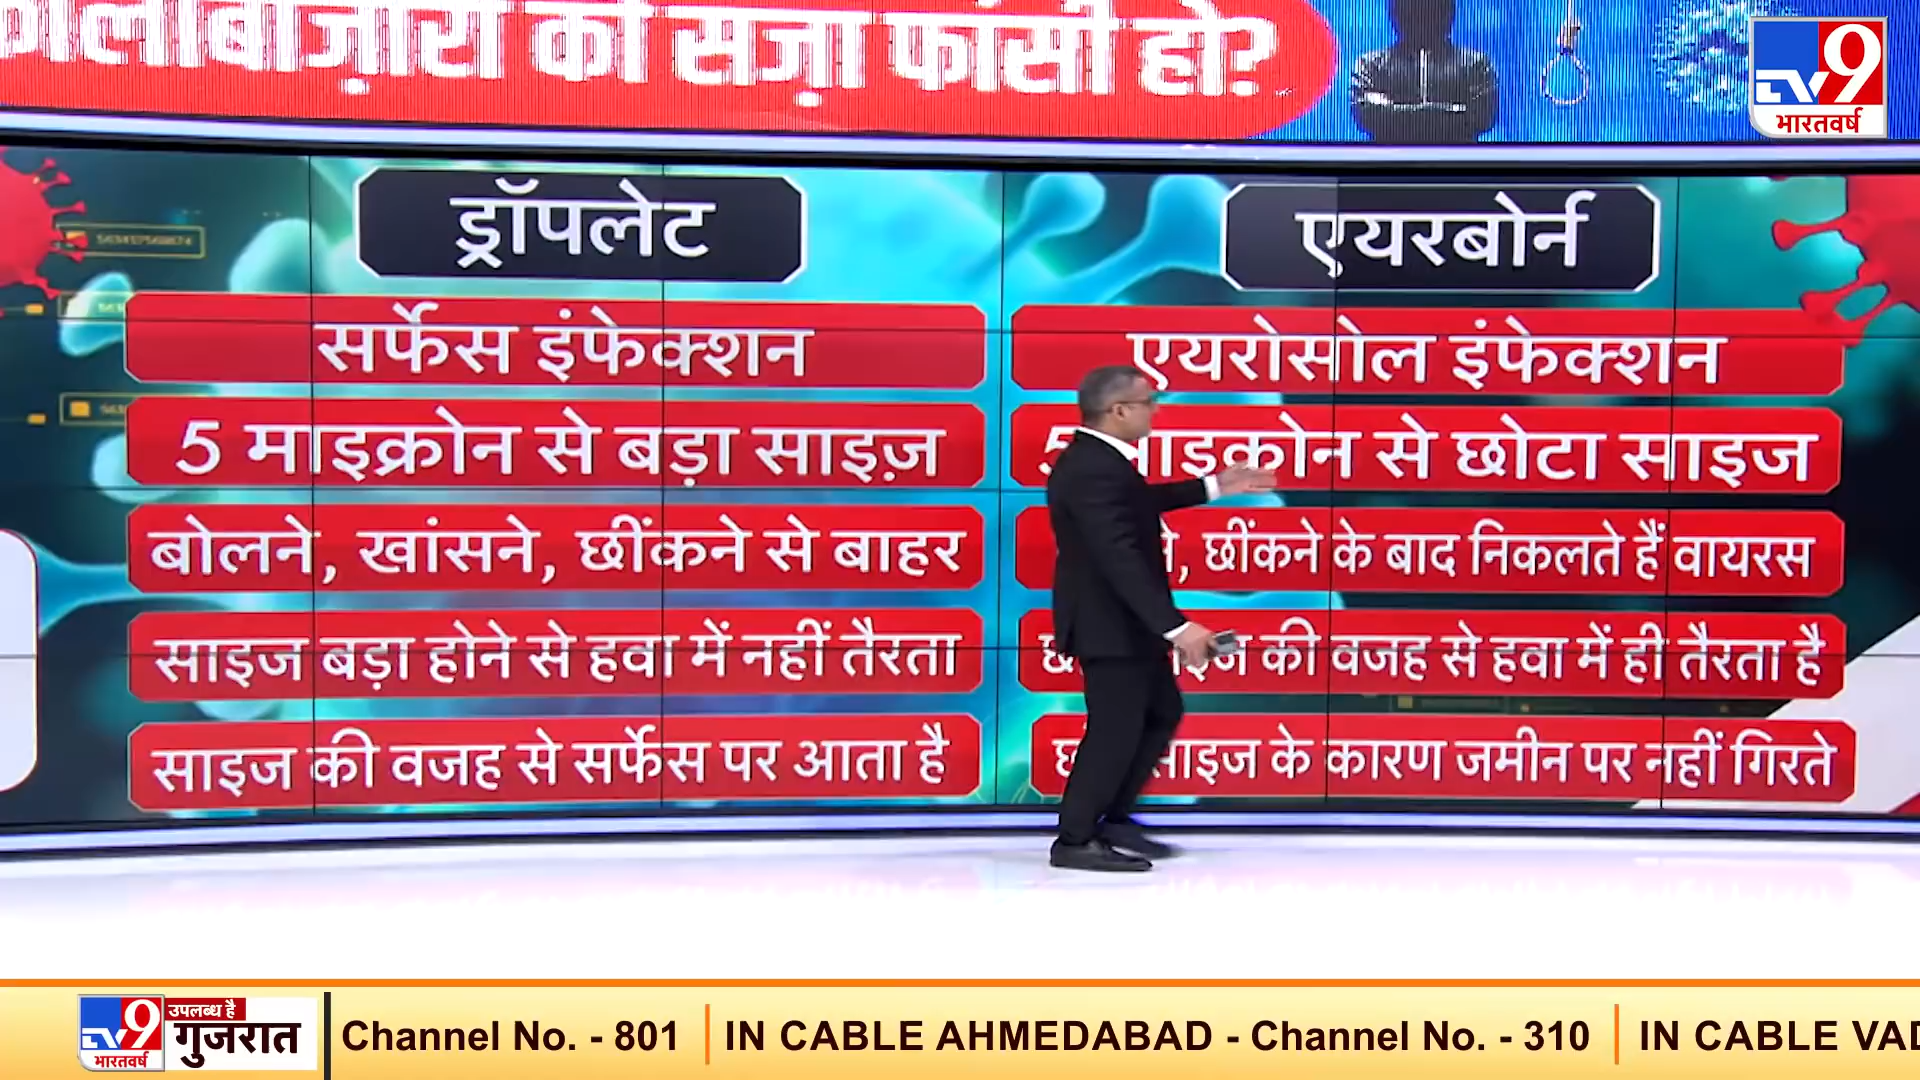 को सज़ा फांसी हो?
TV9
भारतवर्ष
ड्रॉपलेट
सर्फेस इंफेक्शन
5 माइक्रोन से बड़ा साइज़
बोलने, खांसने, छींकने से बाहर
साइज बड़ा होने से हवा में नहीं तैरता
साइज की वजह से सर्फेस पर आता है
एयरबोर्न
एयरोसोल इंफेक्शन
5 माइक्रोन से छोटा साइज
छींकने के बाद निकलते हैं वायरस
की वजह से हवा में ही तैरता है
साइज के कारण जमीन पर नहीं गिरते
TV9 भारतवर्ष उपलब्ध है गुजरात Channel No. - 801 IN CABLE AHMEDABAD - Channel No. - 310 IN CABLE